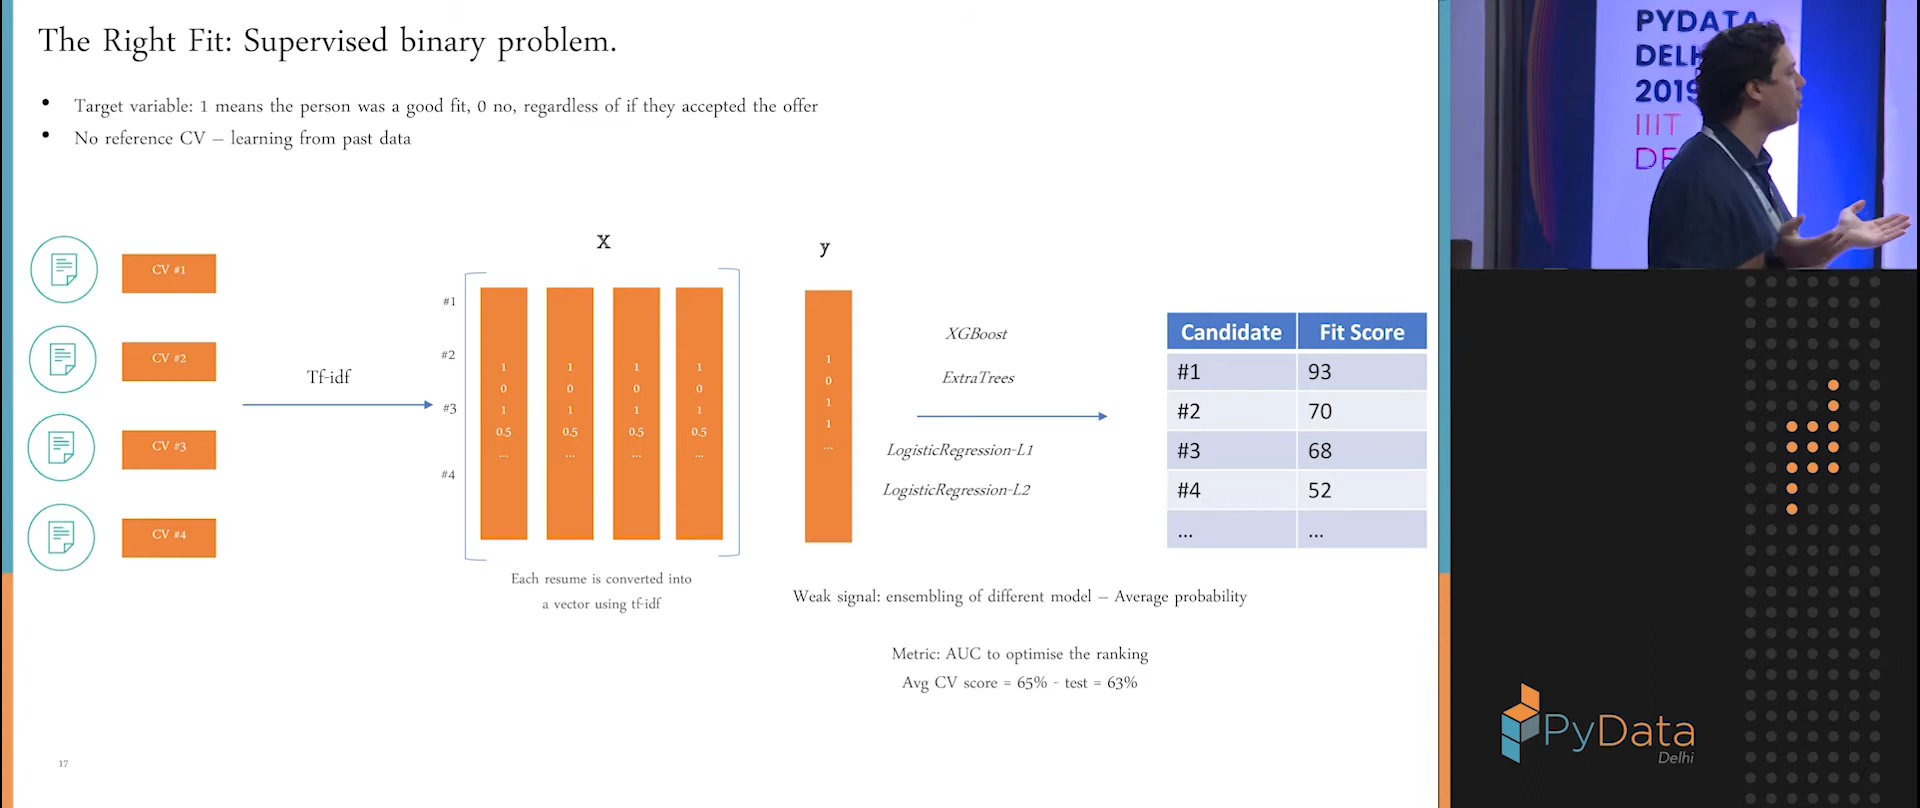 The Right Fit: Supervised binary problem.
• Target variable: 1 means the person was a good fit, 0 no, regardless of if they accepted the offer
• No reference CV – learning from past data
CV #1
CV #2
CV #3
CV #4
Tf-idf
X
#1
#2
#3
#4
1 1 1 1
0 0 0 0
1 1 1 1
0.5 0.5 0.5 0.5
... ... ... ...
Each resume is converted into
a vector using tf-idf
y
1
0
1
1
...
XGBoost
ExtraTrees
LogisticRegression-L1
LogisticRegression-L2
Candidate Fit Score
#1 93
#2 70
#3 68
#4 52
... ...
Weak signal: ensembling of different model – Average probability
Metric: AUC to optimise the ranking
Avg CV score = 65% - test = 63%
17
PYDATA
DELH
2019
IIIT
DE
PyData
Delhi